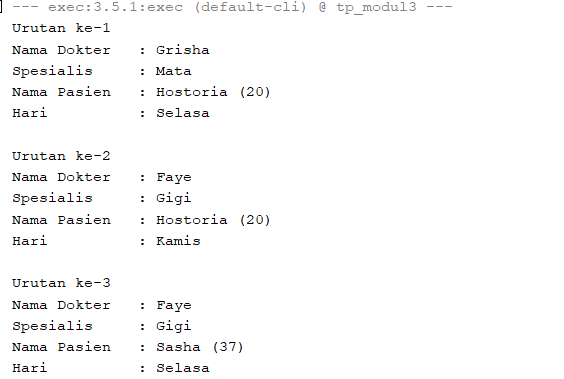 --- exec:3.5.1:exec (default-cli) @ tp_modul3 ---
Urutan ke-1
Nama Dokter   : Grisha
Spesialis     : Mata
Nama Pasien   : Hostoria (20)
Hari          : Selasa

Urutan ke-2
Nama Dokter   : Faye
Spesialis     : Gigi
Nama Pasien   : Hostoria (20)
Hari          : Kamis

Urutan ke-3
Nama Dokter   : Faye
Spesialis     : Gigi
Nama Pasien   : Sasha (37)
Hari          : Selasa